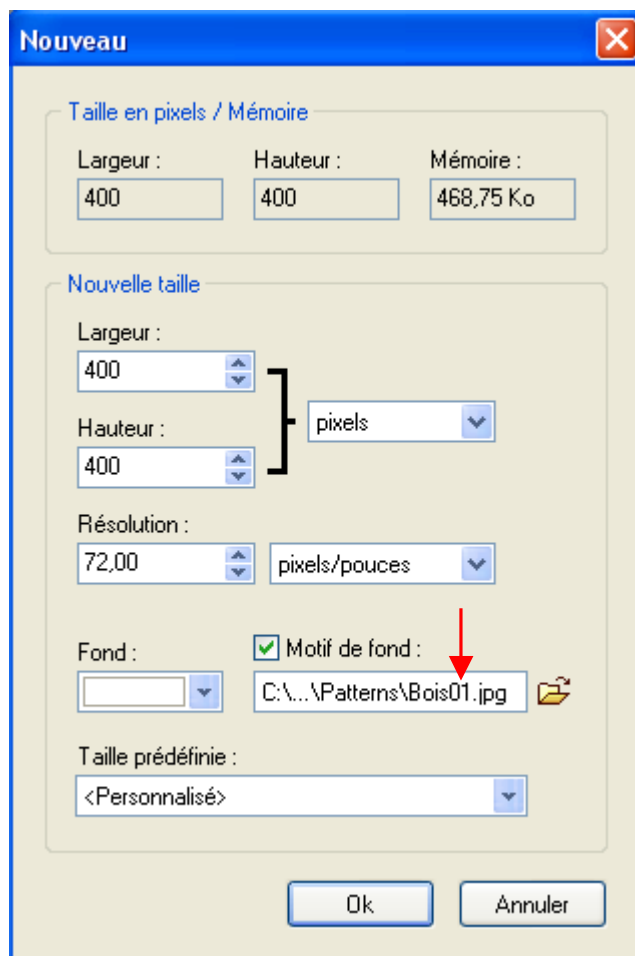 Nouveau
Taille en pixels / Mémoire
Largeur : Hauteur : Mémoire :
400 400 468,75 Ko
Nouvelle taille
Largeur :
400
pixels
Hauteur :
400
Résolution :
72,00 pixels/pouces
Fond : Motif de fond :
C:\...\Patterns\Bois01.jpg
Taille prédéfinie :
<Personnalisé>
Ok Annuler